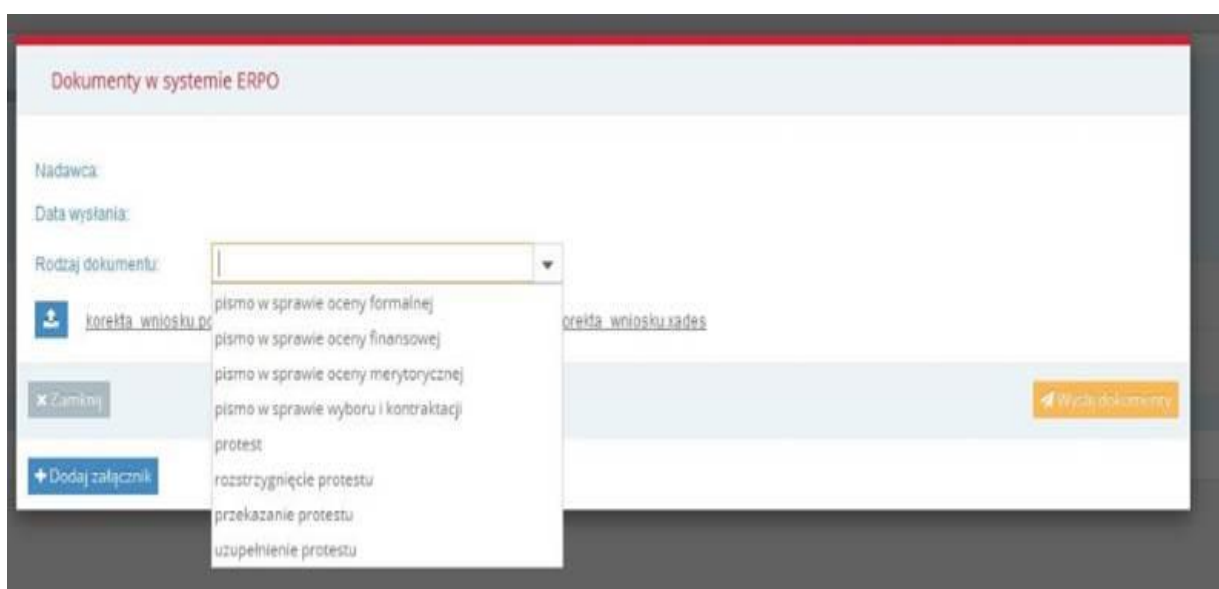 Dokumenty w systemie ERPO
Nadawca:
Data wysłania:
Rodzaj dokumentu:
pismo w sprawie oceny formalnej
korekta_wniosku.pd orekta_wniosku.xades
pismo w sprawie oceny finansowej
pismo w sprawie oceny merytorycznej
Zamknij
pismo w sprawie wyboru i kontraktacji
Wyślij dokumenty
protest
Dodaj załącznik
rozstrzygnięcie protestu
przekazanie protestu
uzupełnienie protestu